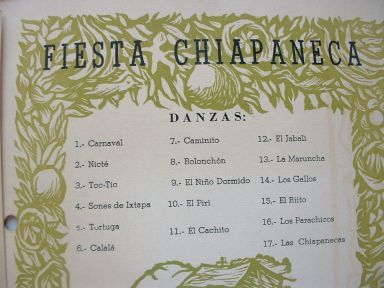 FIESTA CHIAPANECA
DANZAS:
1.- Carnaval
2.- Nicté
3.- Toc-Tic
4.- Sones de Ixtapa
5.- Turtuga
6.- Calalá
7.- Caminito
8.- Bolonchón
9.- El Niño Dormido
10.- El Piri
11.- El Cachito
12.- El Jabali
13.- La Maruncha
14.- Los Gallos
15.- El Riito
16.- Los Parachicos
17.- Las Chiapanecas